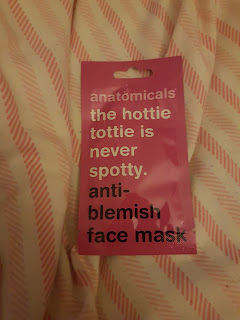 anatomicals
the hottie
tottie is
never
spotty.
anti-
blemish
face mask